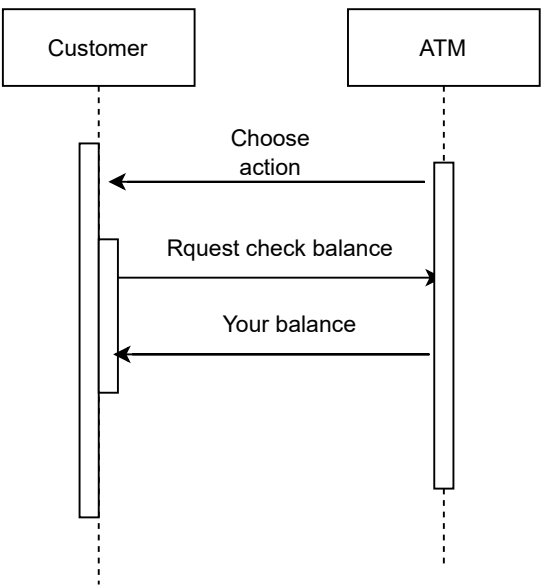 Customer
ATM
Choose
action
Rquest check balance
Your balance